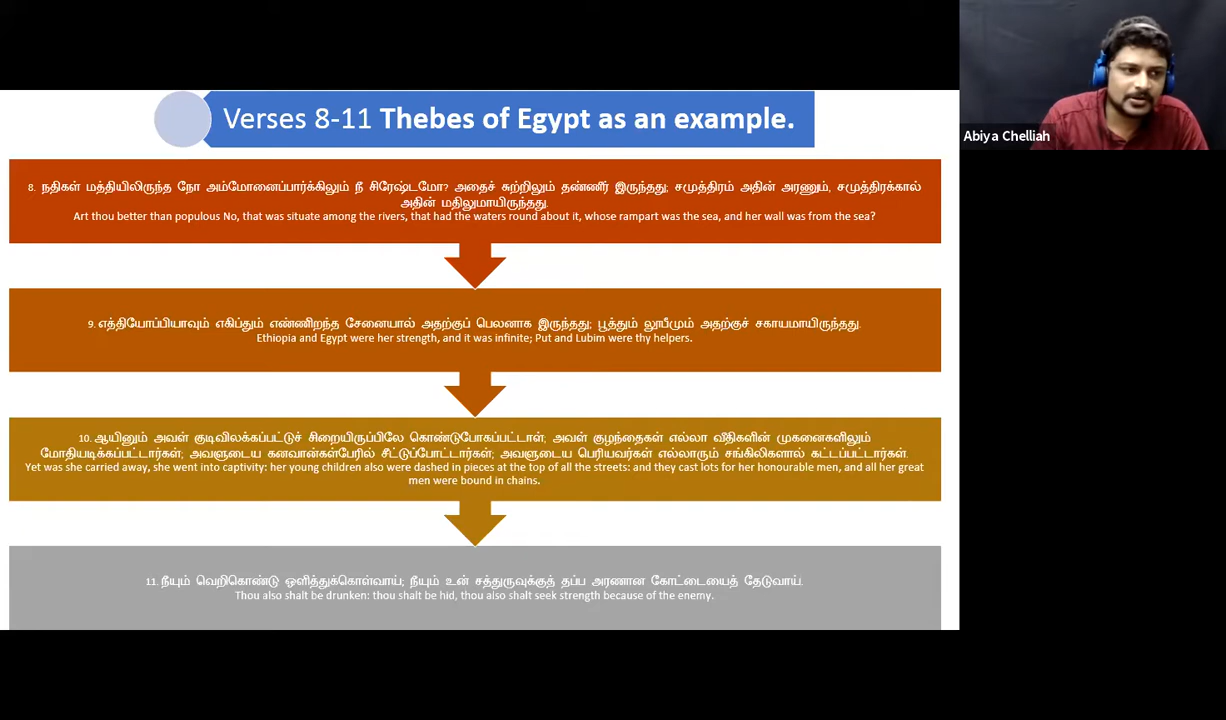 Verses 8-11 Thebes of Egypt as an example.
Abiya Chelliah
8. நதிகள் மத்தியிலிருந்த நோ அம்மோனைப்பார்க்கிலும் நீ சிரேஷ்டமோ? அதைச் சுற்றிலும் தண்ணீர் இருந்தது; சமுத்திரம் அதின் அரணும், சமுத்திரக்கால்
அதின் மதிலுமாயிருந்தது.
Art thou better than populous No, that was situate among the rivers, that had the waters round about it, whose rampart was the sea, and her wall was from the sea?
9. எத்தியோப்பியாவும் எகிப்தும் எண்ணிறந்த சேனையால் அதற்குப் பெலனாக இருந்தது; பூத்தும் லூபீமும் அதற்குச் சகாயமாயிருந்தது.
Ethiopia and Egypt were her strength, and it was infinite; Put and Lubim were thy helpers.
10. ஆயினும் அவள் குடிவிலக்கப்பட்டுச் சிறையிருப்பிலே கொண்டுபோகப்பட்டாள்; அவள் குழந்தைகள் எல்லா வீதிகளின் முகனைகளிலும்
மோதியடிக்கப்பட்டார்கள்; அவளுடைய கனவான்கள்பேரில் சீட்டுப்போட்டார்கள்; அவளுடைய பெரியவர்கள் எல்லாரும் சங்கிலிகளால் கட்டப்பட்டார்கள்.
Yet was she carried away, she went into captivity: her young children also were dashed in pieces at the top of all the streets: and they cast lots for her honourable men, and all her great
men were bound in chains.
11. நீயும் வெறிகொண்டு ஒளித்துக்கொள்வாய்; நீயும் உன் சத்துருவுக்குத் தப்ப அரணான கோட்டையைத் தேடுவாய்.
Thou also shalt be drunken: thou shalt be hid, thou also shalt seek strength because of the enemy.